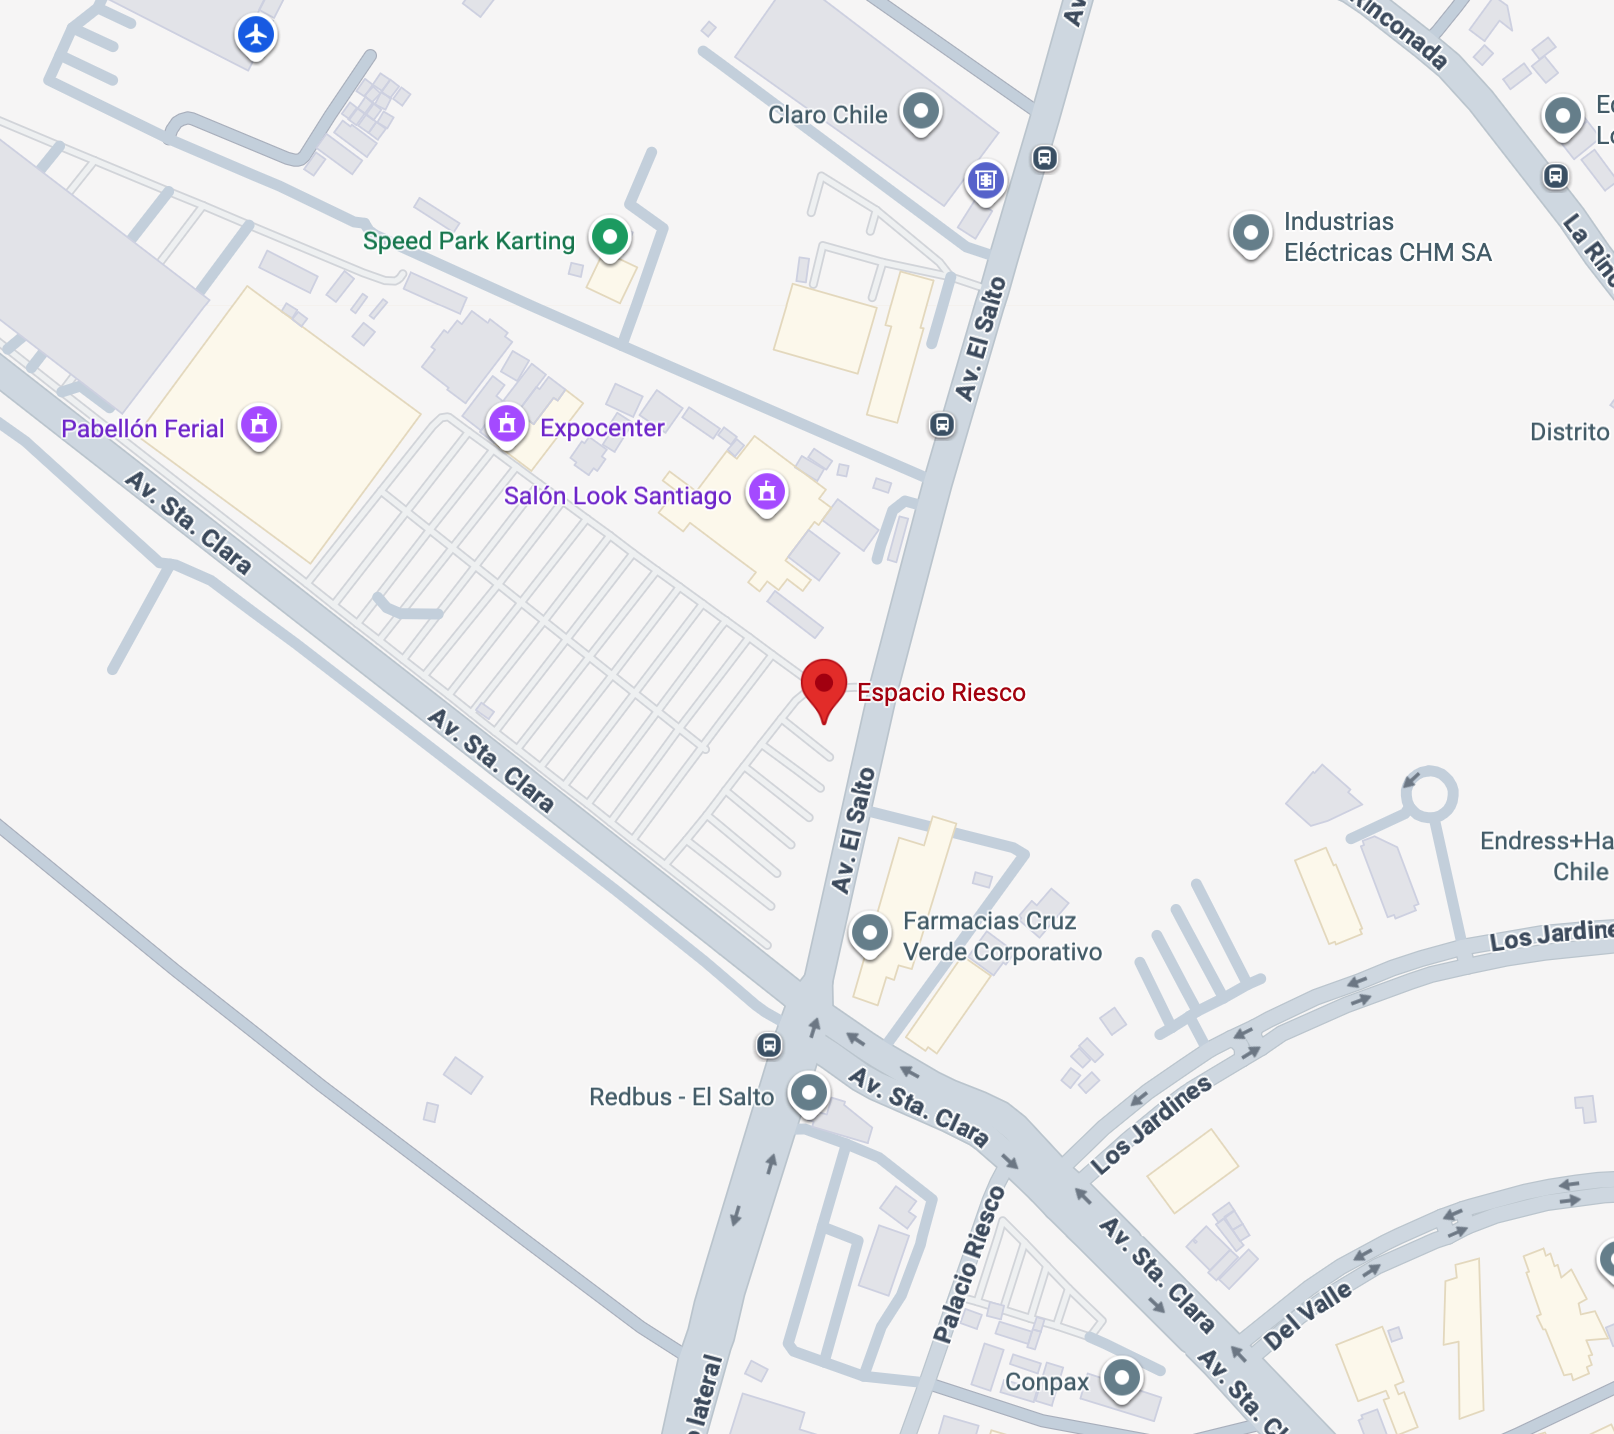 Av.
Rinconada
Claro Chile
La Rinc
Industrias
Eléctricas CHM SA
Speed Park Karting
Av. El Salto
Pabellón Ferial
Expocenter
Distrito
Salón Look Santiago
Av. Sta. Clara
Espacio Riesco
Av. Sta. Clara
Av. El Salto
Endress+Ha
Chile
Farmacias Cruz
Verde Corporativo
Los Jardine
Redbus - El Salto
Av. Sta. Clara
Los Jardines
Palacio Riesco
Av. Sta. Clara
Del Valle
Conpax
Av. Sta. Cl
lateral